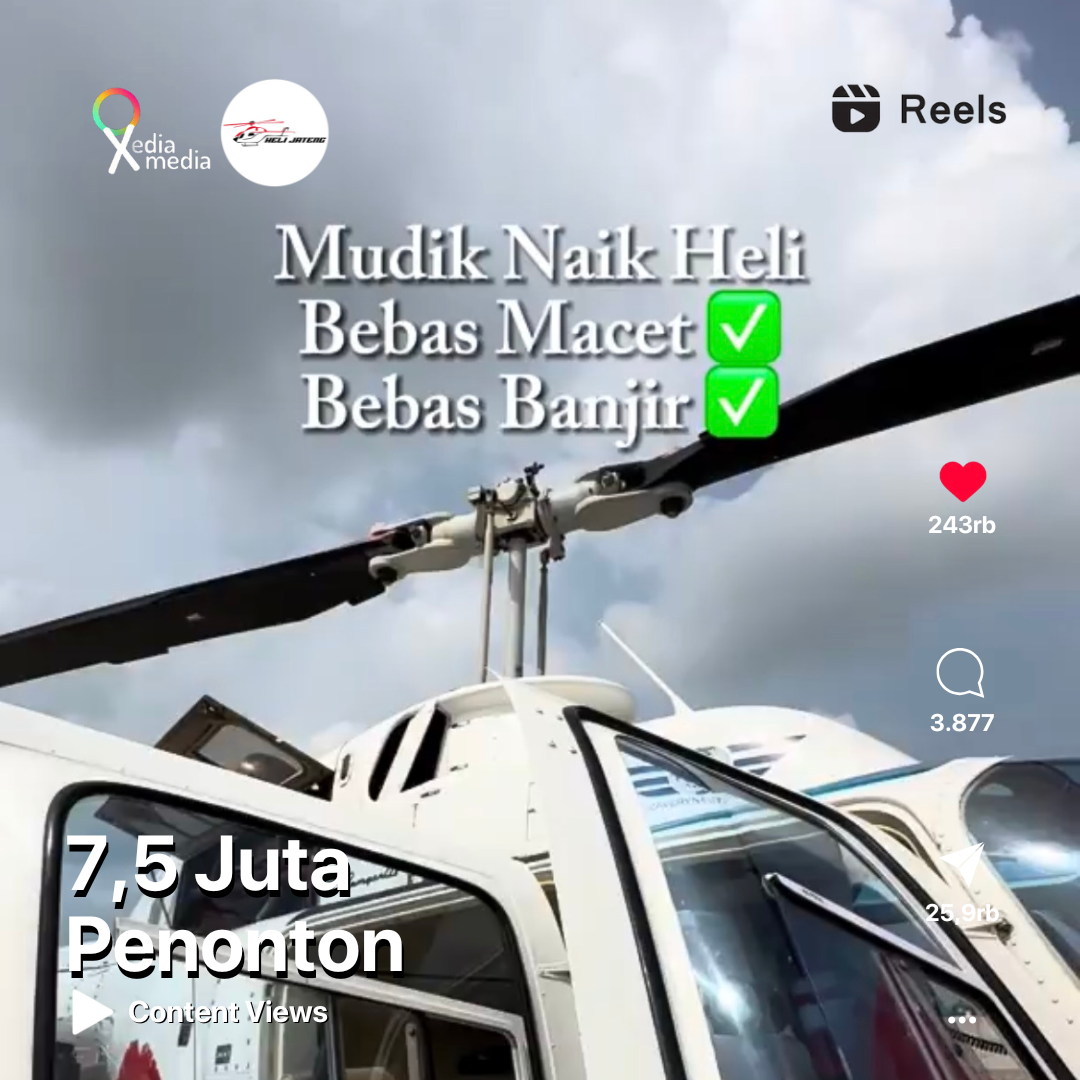 edia
media
HELI JATENG
Reels
Mudik Naik Heli
Bebas Macet ✅
Bebas Banjir ✅
243rb
3.877
25,9rb
7,5 Juta
Penonton
Content Views